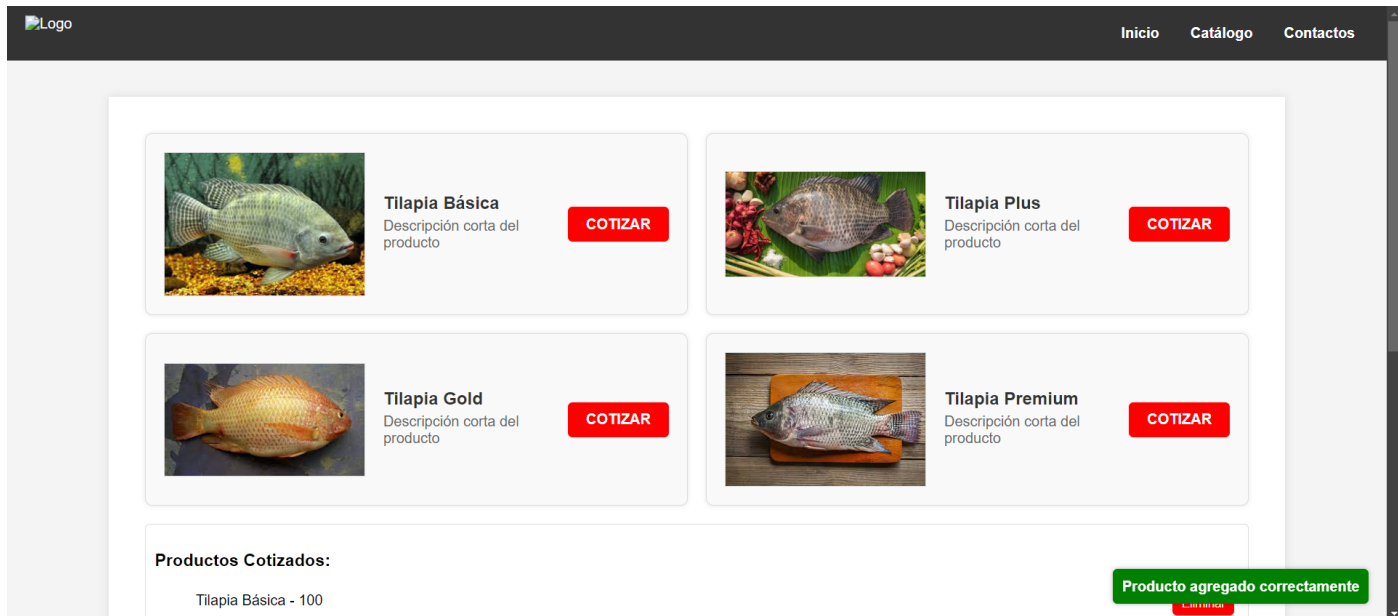 Logo
Inicio Catálogo Contactos
Tilapia Básica
Descripción corta del
producto
COTIZAR
Tilapia Plus
Descripción corta del
producto
COTIZAR
Tilapia Gold
Descripción corta del
producto
COTIZAR
Tilapia Premium
Descripción corta del
producto
COTIZAR
Productos Cotizados:
Tilapia Básica - 100
Eliminar
Producto agregado correctamente